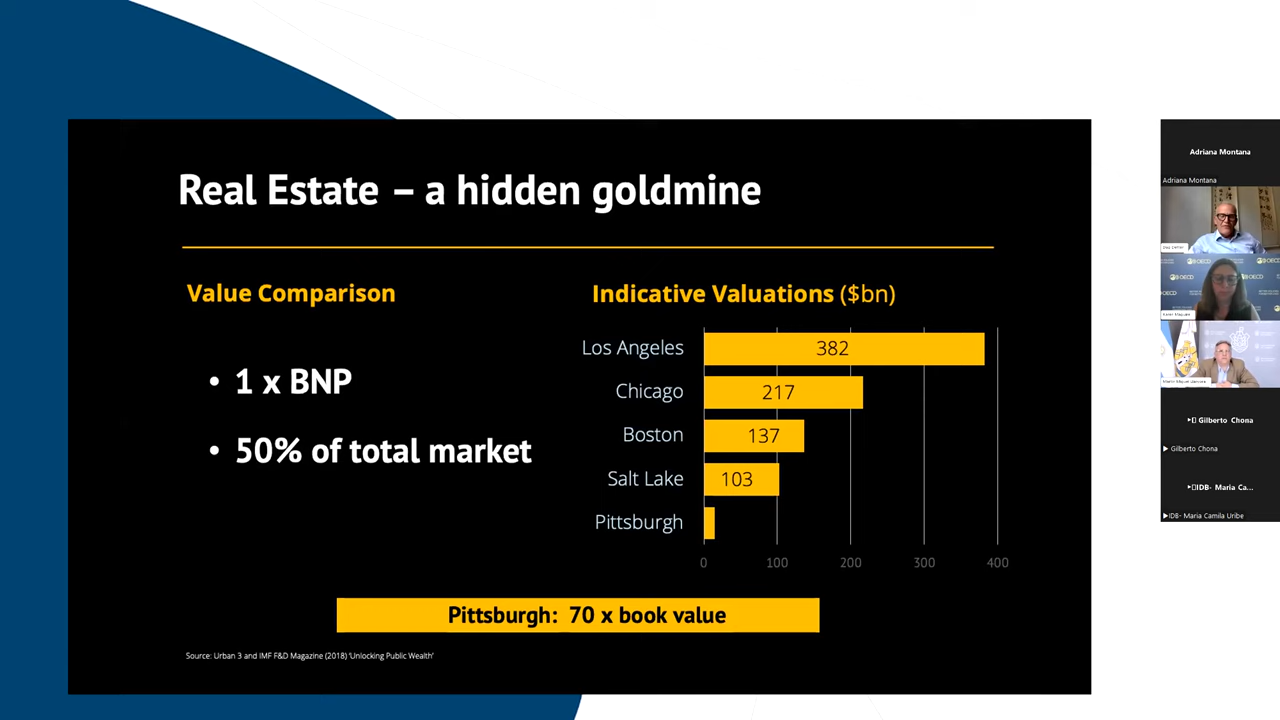 Real Estate – a hidden goldmine
Value Comparison
• 1 x BNP
• 50% of total market
Indicative Valuations ($bn)
Los Angeles 382
Chicago 217
Boston 137
Salt Lake 103
Pittsburgh
0 100 200 300 400
Pittsburgh: 70 x book value
Source: Urban 3 and IMF F&D Magazine (2018) 'Unlocking Public Wealth'
Adriana Montana
Adriana Montana
OECD
OECD
Gilberto Chona
Gilberto Chona
IDB- Maria Ca...
IDB- Maria Camila Uribe